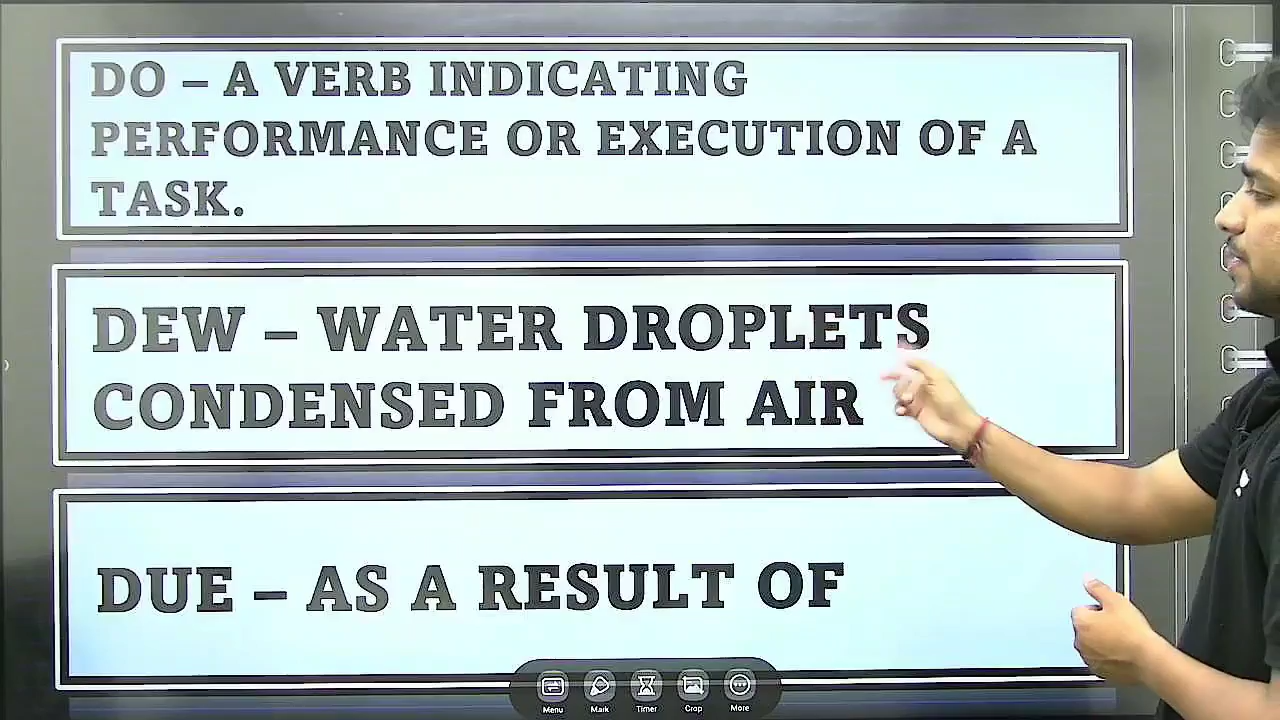 DO – A VERB INDICATING
PERFORMANCE OR EXECUTION OF A
TASK.
DEW – WATER DROPLETS
CONDENSED FROM AIR
DUE – AS A RESULT OF
Menu Mark Timer Crop More